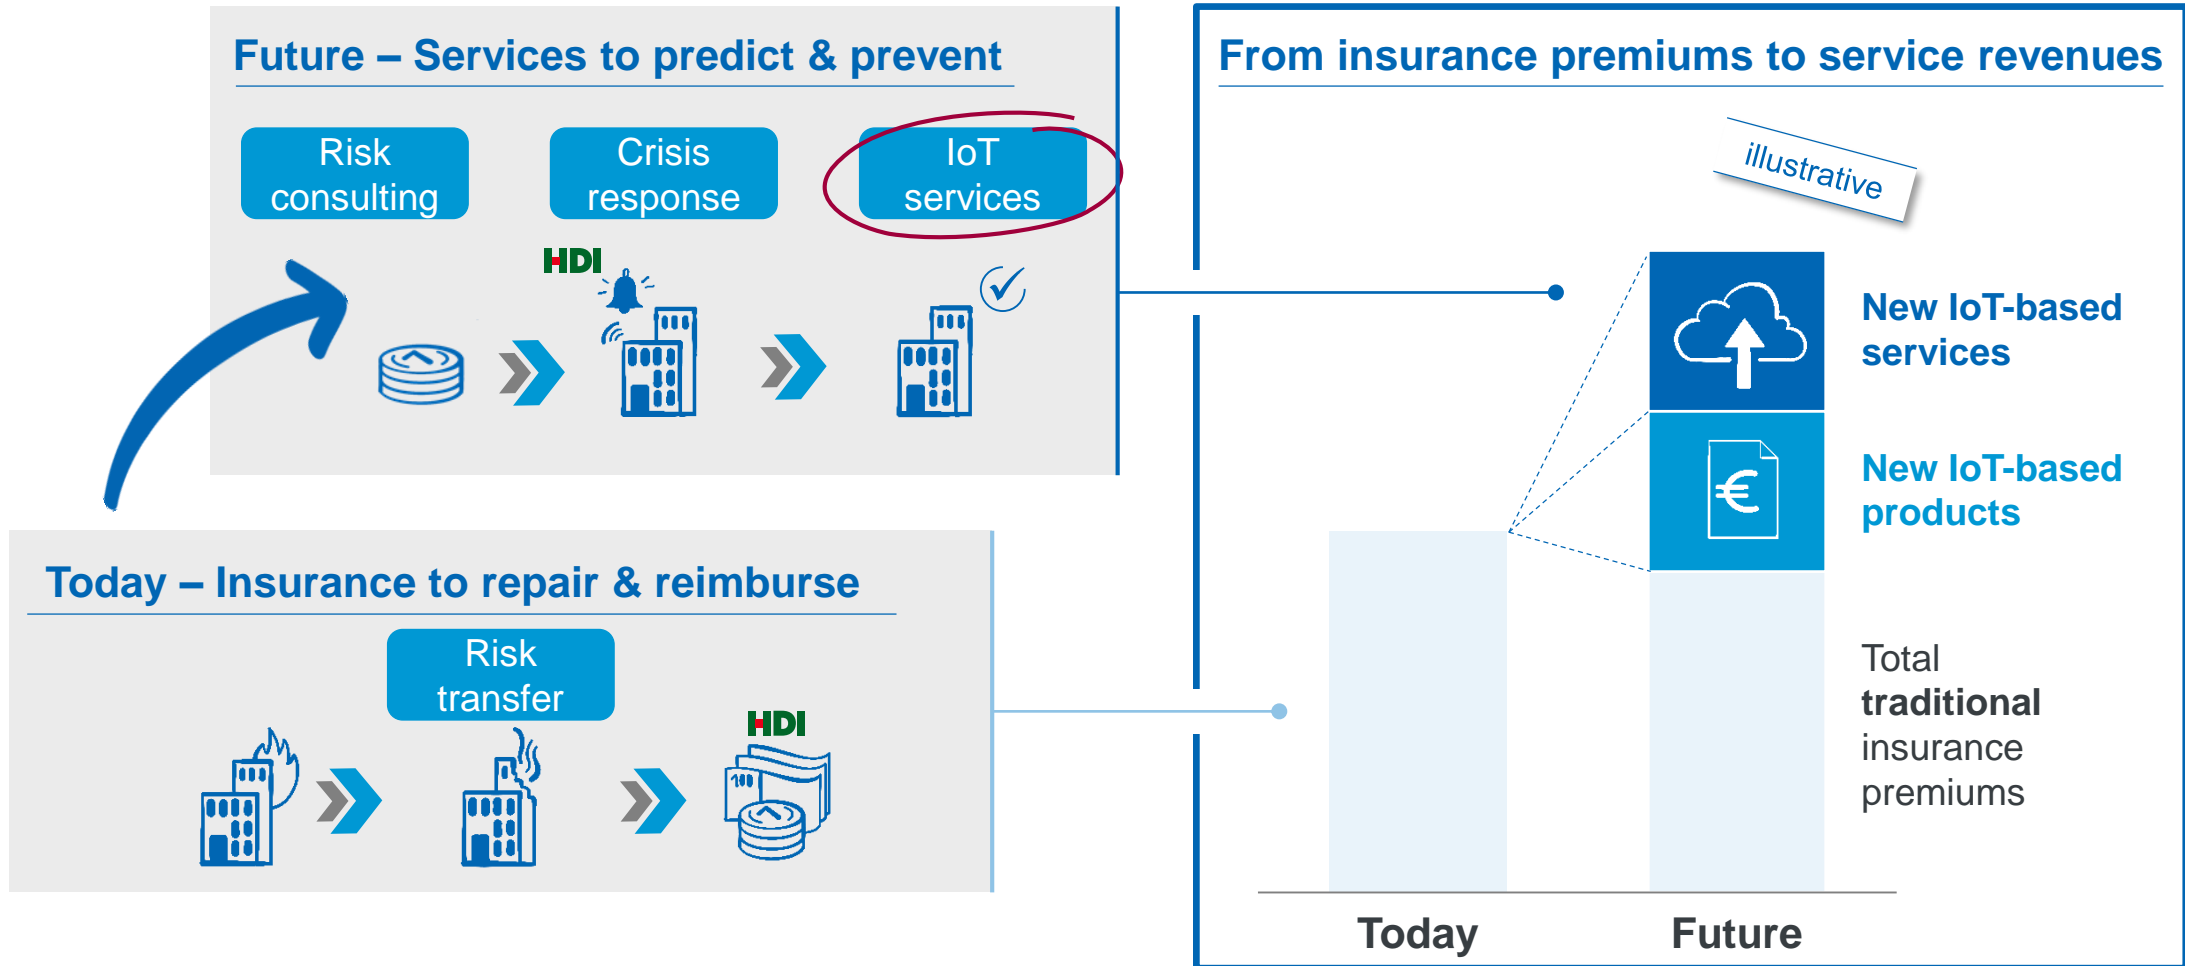 Future – Services to predict & prevent
Risk
consulting
Crisis
response
IoT
services
HDI
Today – Insurance to repair & reimburse
Risk
transfer
HDI
100
From insurance premiums to service revenues
illustrative
New IoT-based
services
New IoT-based
products
€
Total
traditional
insurance
premiums
Today
Future